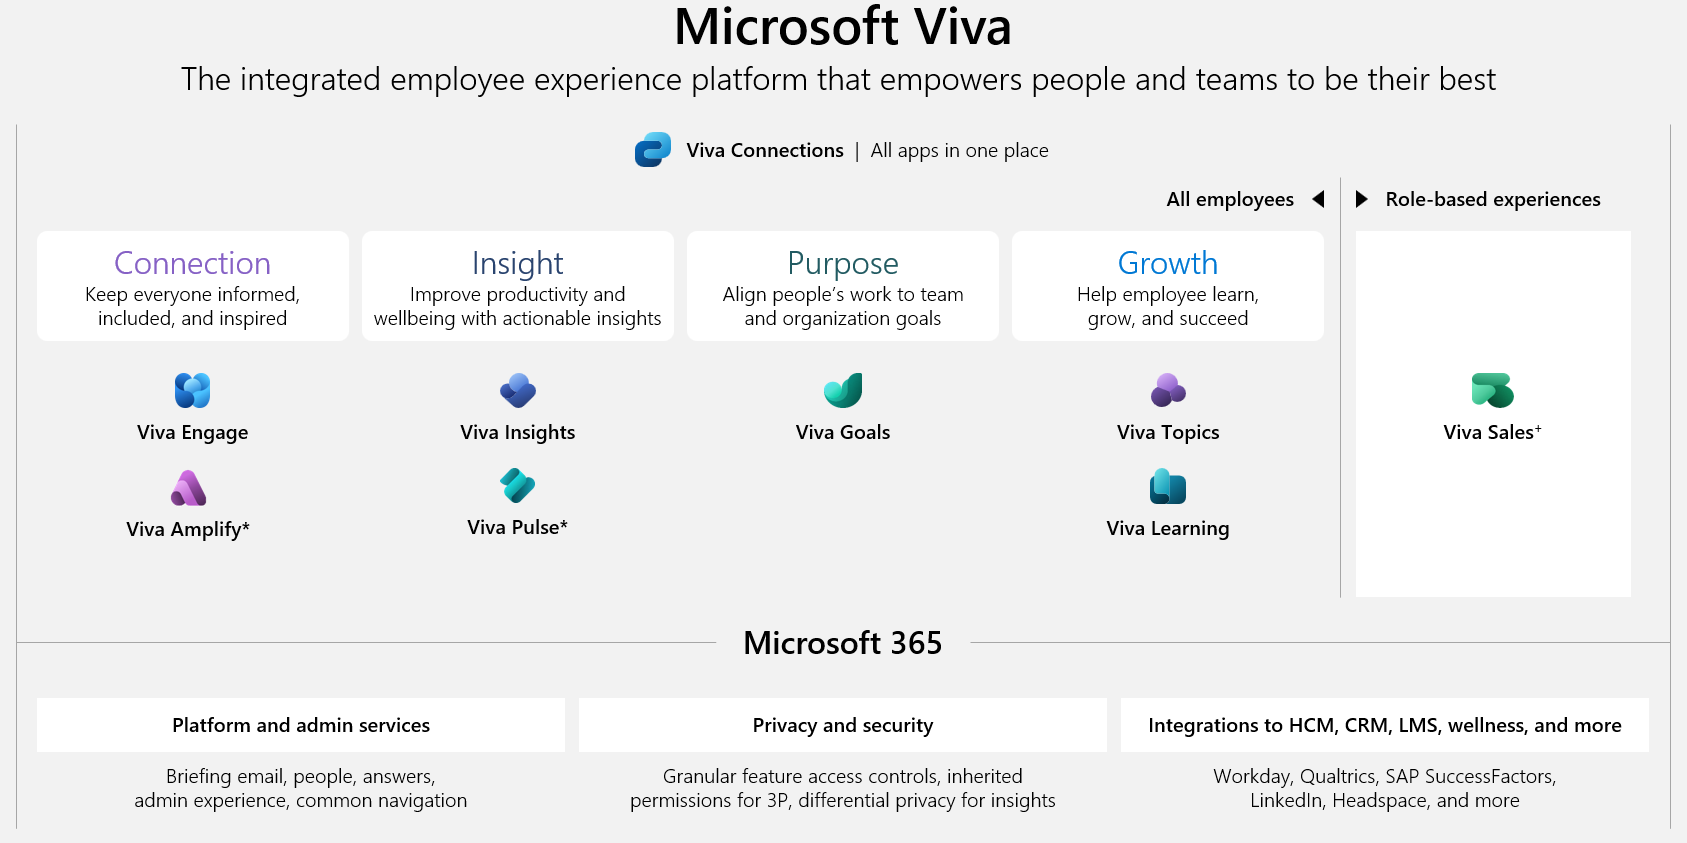 Microsoft Viva
The integrated employee experience platform that empowers people and teams to be their best
Viva Connections | All apps in one place
All employees
Role-based experiences
Connection
Keep everyone informed,
included, and inspired
Insight
Improve productivity and
wellbeing with actionable insights
Purpose
Align people’s work to team
and organization goals
Growth
Help employee learn,
grow, and succeed
Viva Engage
Viva Insights
Viva Goals
Viva Topics
Viva Sales+
Viva Amplify*
Viva Pulse*
Viva Learning
Microsoft 365
Platform and admin services
Briefing email, people, answers,
admin experience, common navigation
Privacy and security
Granular feature access controls, inherited
permissions for 3P, differential privacy for insights
Integrations to HCM, CRM, LMS, wellness, and more
Workday, Qualtrics, SAP SuccessFactors,
LinkedIn, Headspace, and more